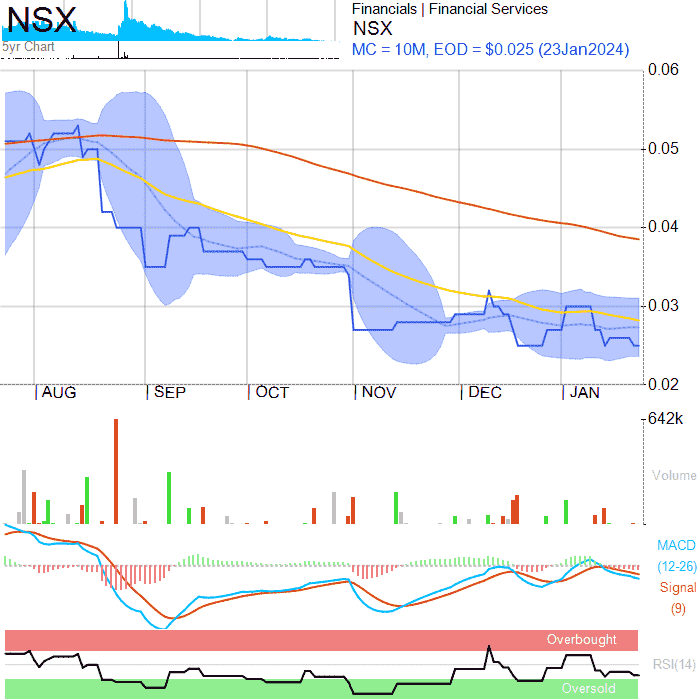 NSX
5yr Chart
Financials | Financial Services
NSX
MC = 10M, EOD = $0.025 (23Jan2024)
0.06
0.05
0.04
0.03
0.02
AUG SEP OCT NOV DEC JAN
642k
Volume
MACD
(12-26)
Signal
(9)
Overbought
RSI(14)
Oversold